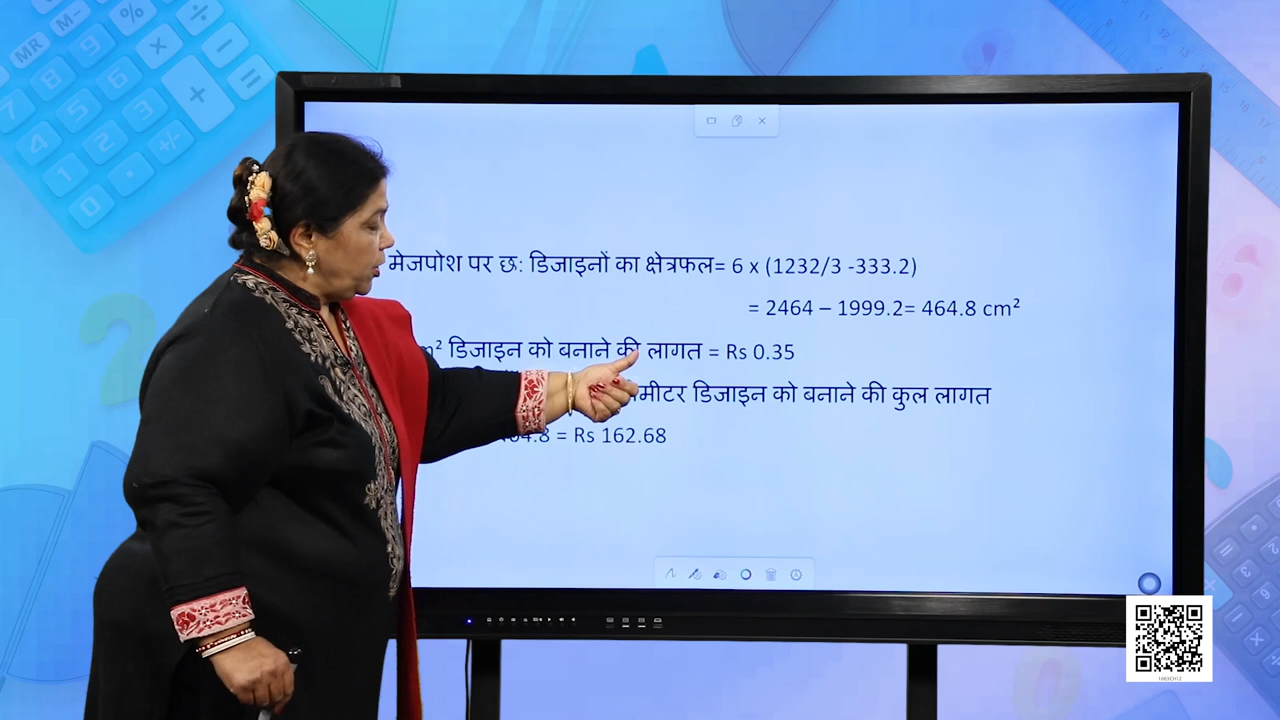 मेजपोश पर छ: डिजाइनों का क्षेत्रफल= 6 x (1232/3 -333.2)
= 2464 – 1999.2= 464.8 cm²
डिजाइन को बनाने की लागत = Rs 0.35
डिजाइन को बनाने की कुल लागत
= Rs 162.68